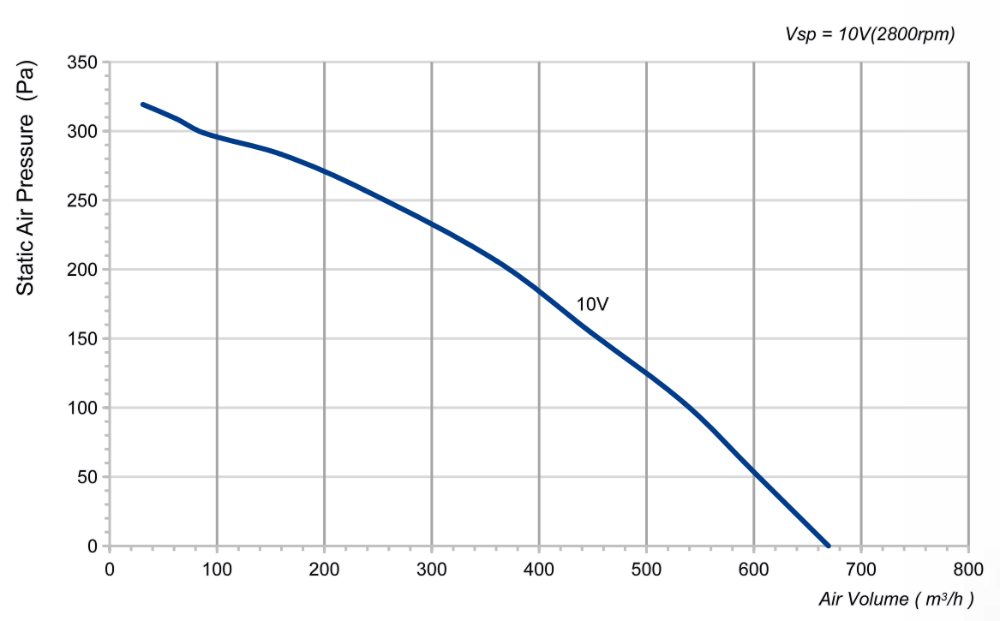 Vsp = 10V(2800rpm)
Static Air Pressure (Pa)
350
300
250
200
150
100
50
0
10V
0 100 200 300 400 500 600 700 800
Air Volume ( m³/h )